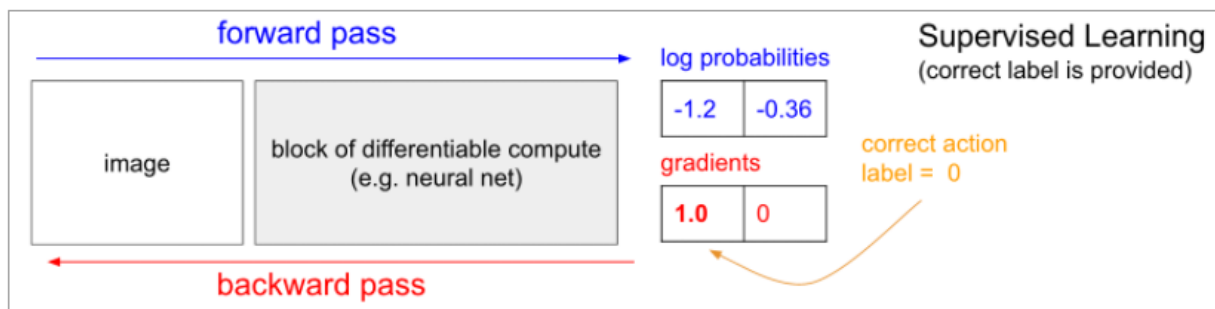 forward pass
Supervised Learning
(correct label is provided)
log probabilities
-1.2 -0.36
image
block of differentiable compute
(e.g. neural net)
correct action
label = 0
gradients
1.0 0
backward pass